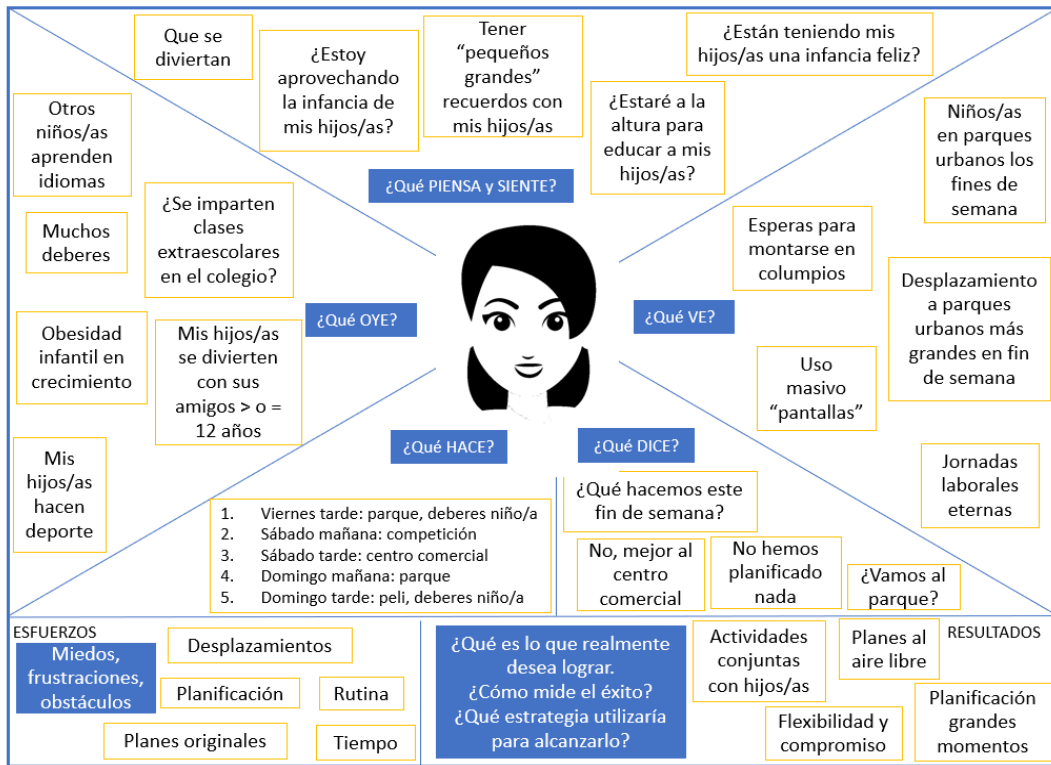 Que se
diviertan
¿Estoy
aprovechando
la infancia de
mis hijos/as?
Tener
“pequeños
grandes”
recuerdos con
mis hijos/as
¿Estaré a la
altura para
educar a mis
hijos/as?
¿Están teniendo mis
hijos/as una infancia feliz?
¿Qué PIENSA y SIENTE?
Otros
niños/as
aprenden
idiomas
Muchos
deberes
¿Se imparten
clases
extraescolares
en el colegio?
Obesidad
infantil en
crecimiento
Mis hijos/as
se divierten
con sus
amigos > o =
12 años
Mis
hijos/as
hacen
deporte
¿Qué OYE?
¿Qué VE?
Niños/as
en parques
urbanos los
fines de
semana
Esperas para
montarse en
columpios
Desplazamiento
a parques
urbanos más
grandes en fin
de semana
Uso
masivo
“pantallas”
Jornadas
laborales
eternas
¿Qué HACE?
1. Viernes tarde: parque, deberes niño/a
2. Sábado mañana: competición
3. Sábado tarde: centro comercial
4. Domingo mañana: parque
5. Domingo tarde: peli, deberes niño/a
¿Qué DICE?
¿Qué hacemos este
fin de semana?
No, mejor al
centro
comercial
No hemos
planificado
nada
¿Vamos al
parque?
ESFUERZOS
Miedos,
frustraciones,
obstáculos
Desplazamientos
Planificación
Rutina
Planes originales
Tiempo
¿Qué es lo que realmente
desea lograr.
¿Cómo mide el éxito?
¿Qué estrategia utilizaría
para alcanzarlo?
RESULTADOS
Actividades
conjuntas
con hijos/as
Planes al
aire libre
Flexibilidad y
compromiso
Planificación
grandes
momentos